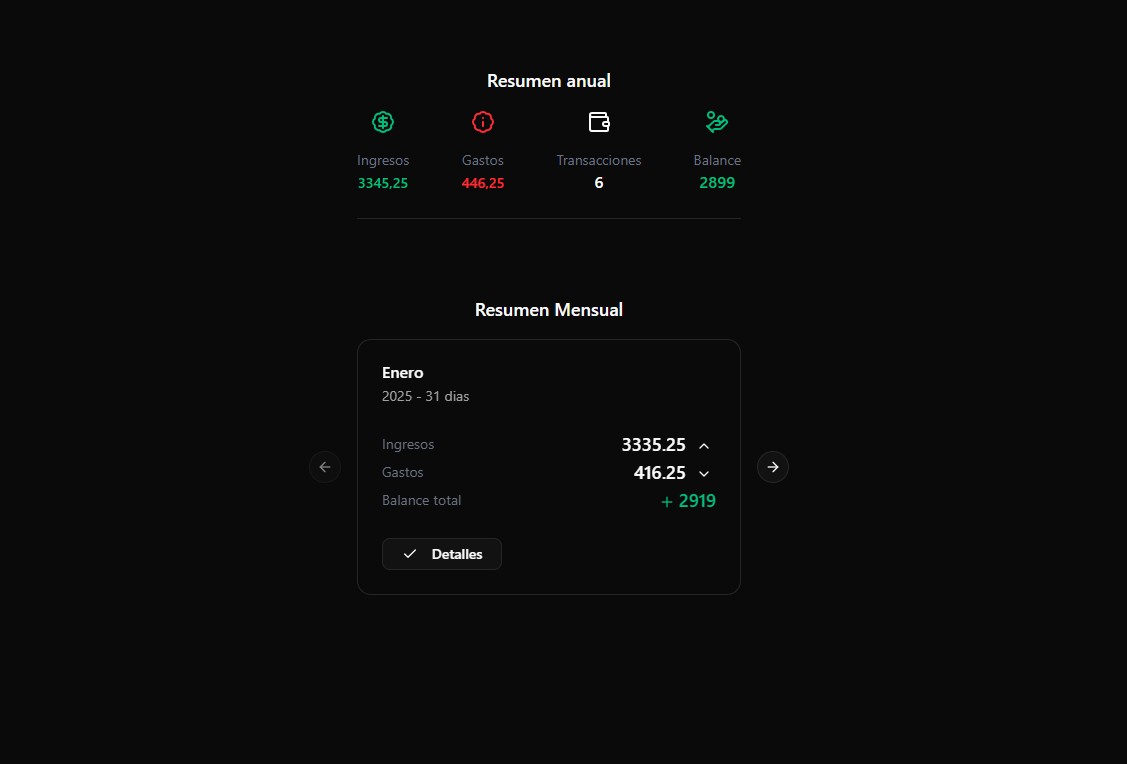 Resumen anual
Ingresos Gastos Transacciones Balance
3345,25 446,25 6 2899
Resumen Mensual
Enero
2025 - 31 dias
Ingresos 3335.25
Gastos 416.25
Balance total + 2919
Detalles